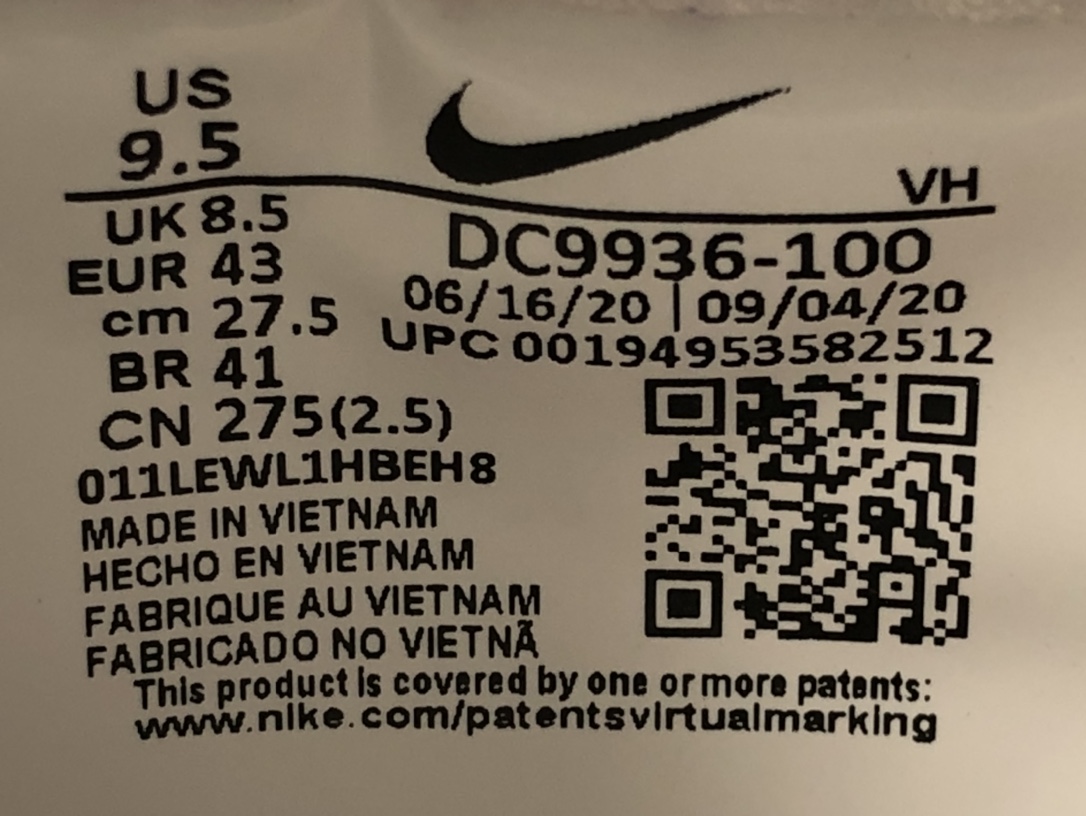 US
9.5
VH
UK 8.5
EUR 43
cm 27.5
BR 41
CN 275(2.5)
DC9936-100
06/16/20 | 09/04/20
UPC 00194953582512
011LEWL1HBEH8
MADE IN VIETNAM
HECHO EN VIETNAM
FABRIQUE AU VIETNAM
FABRICADO NO VIETNÃ
This product is covered by one or more patents:
www.nike.com/patentsvirtualmarking